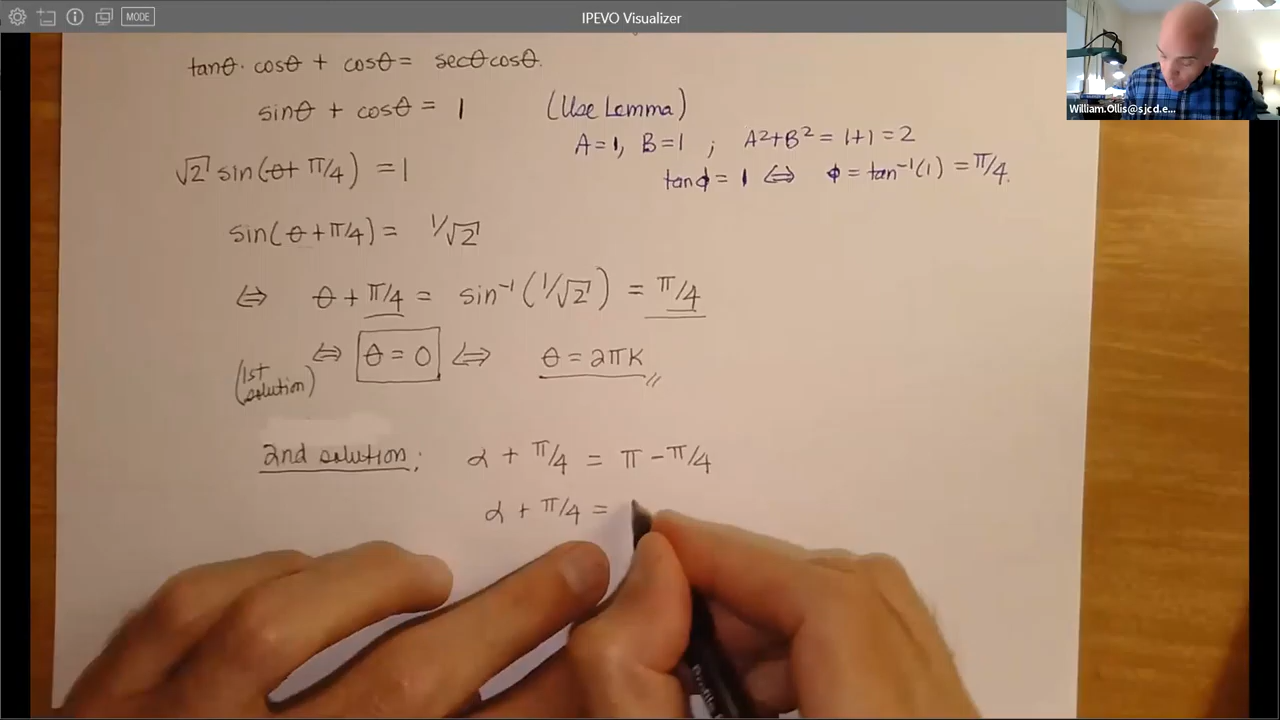 MODE
IPEVO Visualizer
William.Ollis@sjcd.e...
tanθ · cosθ + cosθ = secθ cosθ.
sinθ + cosθ = 1 (Use Lemma)
A=1, B=1 ; A²+B² = 1+1 = 2
√2 sin(θ + π/4) = 1
tanϕ = 1 ⟺ ϕ = tan⁻¹(1) = π/4.
sin(θ + π/4) = 1/√2
⟺ θ + π/4 = sin⁻¹(1/√2) = π/4
(1st solution) ⟺ θ = 0 ⟺ θ = 2πK
2nd solution; α + π/4 = π - π/4
α + π/4 =